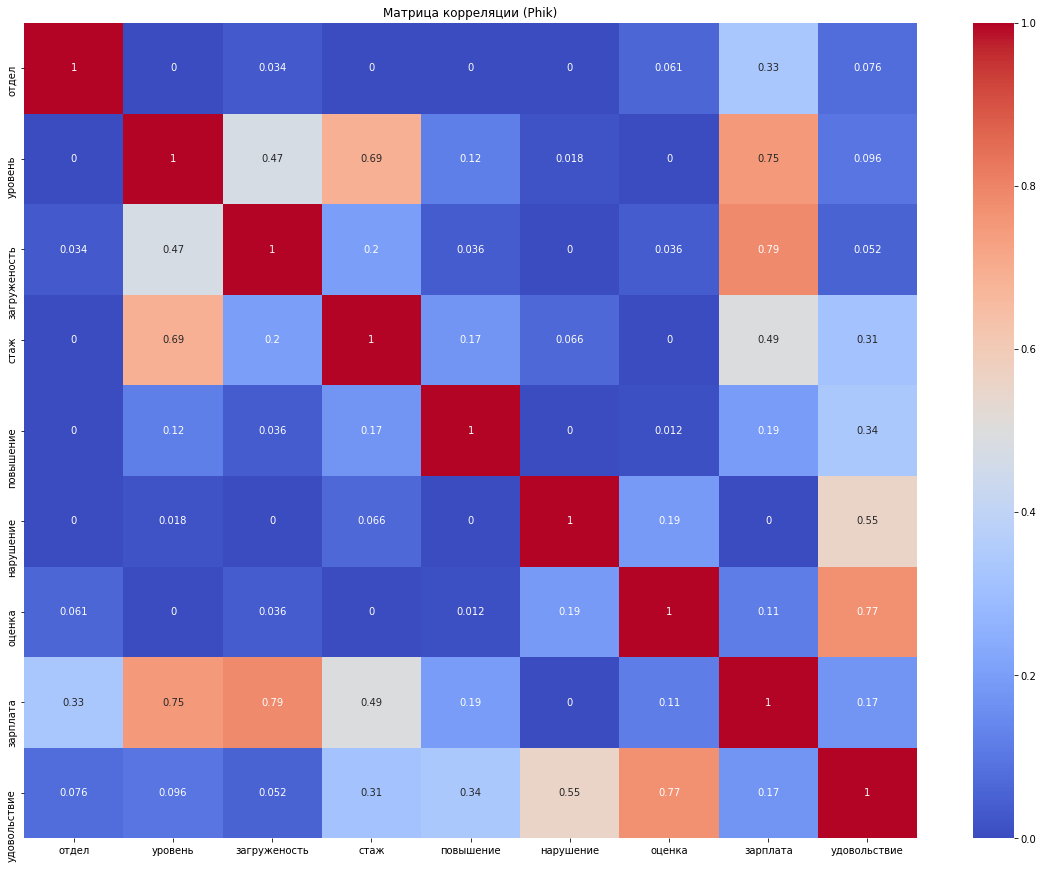 Матрица корреляции (Phik)
отдел 1 0 0.034 0 0 0 0.061 0.33 0.076
уровень 0 1 0.47 0.69 0.12 0.018 0 0.75 0.096
загруженость 0.034 0.47 1 0.2 0.036 0 0.036 0.79 0.052
стаж 0 0.69 0.2 1 0.17 0.066 0 0.49 0.31
повышение 0 0.12 0.036 0.17 1 0 0.012 0.19 0.34
нарушение 0 0.018 0 0.066 0 1 0.19 0 0.55
оценка 0.061 0 0.036 0 0.012 0.19 1 0.11 0.77
зарплата 0.33 0.75 0.79 0.49 0.19 0 0.11 1 0.17
удовольствие 0.076 0.096 0.052 0.31 0.34 0.55 0.77 0.17 1
отдел уровень загруженость стаж повышение нарушение оценка зарплата удовольствие
1.0
0.8
0.6
0.4
0.2
0.0